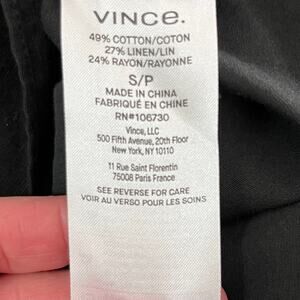 VINCE.
49% COTTON/COTON
27% LINEN/LIN
24% RAYON/RAYONNE
S/P
MADE IN CHINA
FABRIQUÉ EN CHINE
RN#106730
Vince, LLC
500 Fifth Avenue, 20th Floor
New York, NY 10110
11 Rue Saint Florentin
75008 Paris France
SEE REVERSE FOR CARE
VOIR AU VERSO POUR LES SOINS